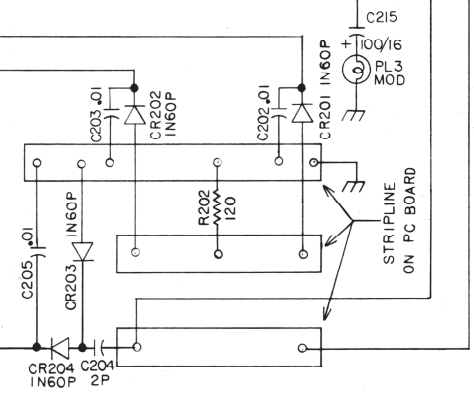 C215
+ 100/16
PL3
MOD
C203 .01
CR202
IN60P
C202 .01
CR201 IN60P
R202
120
STRIPLINE
ON PC BOARD
C205 .01
IN60P
CR203
CR204
IN60P
C204
2P